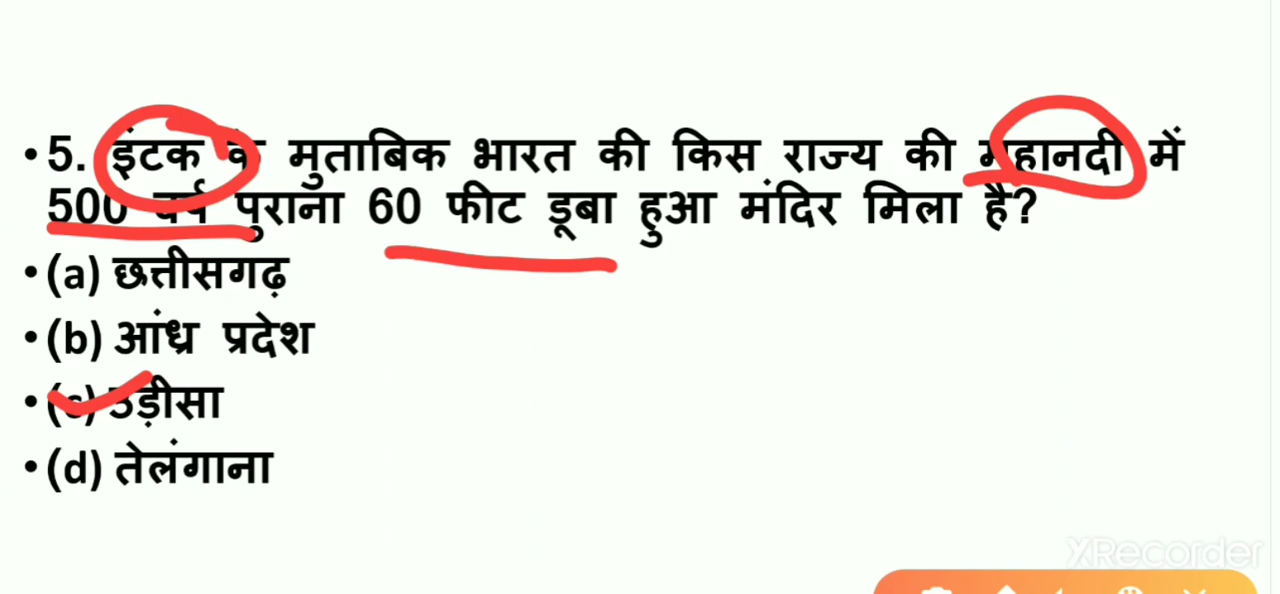 •5. इंटक के मुताबिक भारत की किस राज्य की महानदी में
500 वर्ष पुराना 60 फीट डूबा हुआ मंदिर मिला है?
•(a) छत्तीसगढ़
•(b) आंध्र प्रदेश
•(c) उड़ीसा
•(d) तेलंगाना
XRecorder